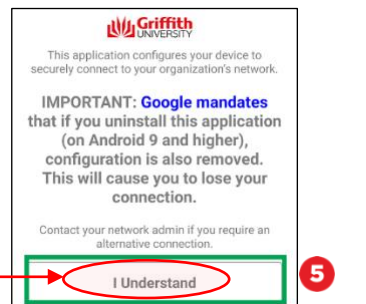 Griffith
UNIVERSITY
This application configures your device to
securely connect to your organization's network.
IMPORTANT: Google mandates
that if you uninstall this application
(on Android 9 and higher),
configuration is also removed.
This will cause you to lose your
connection.
Contact your network admin if you require an
alternative connection.
I Understand
5